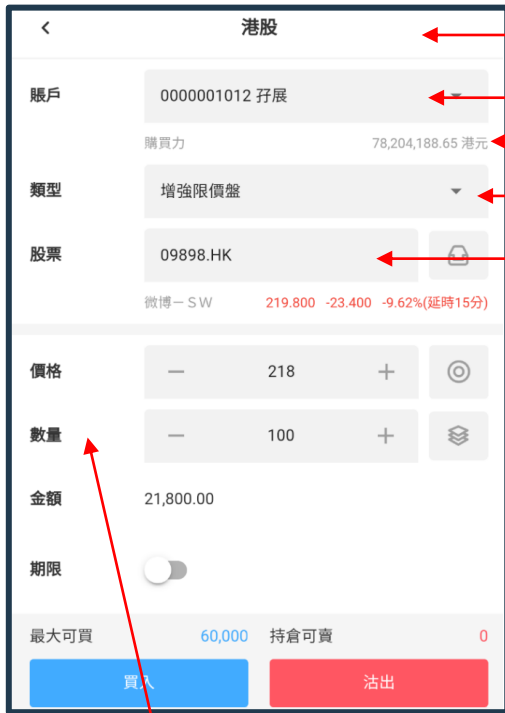 港股
賬戶 0000001012 孖展
購買力 78,204,188.65 港元
類型 增強限價盤
股票 09898.HK
微博－ＳＷ 219.800 -23.400 -9.62%(延時15分)
價格 — 218 +
數量 — 100 +
金額 21,800.00
期限
最大可買 60,000 持倉可賣 0
買入 沽出